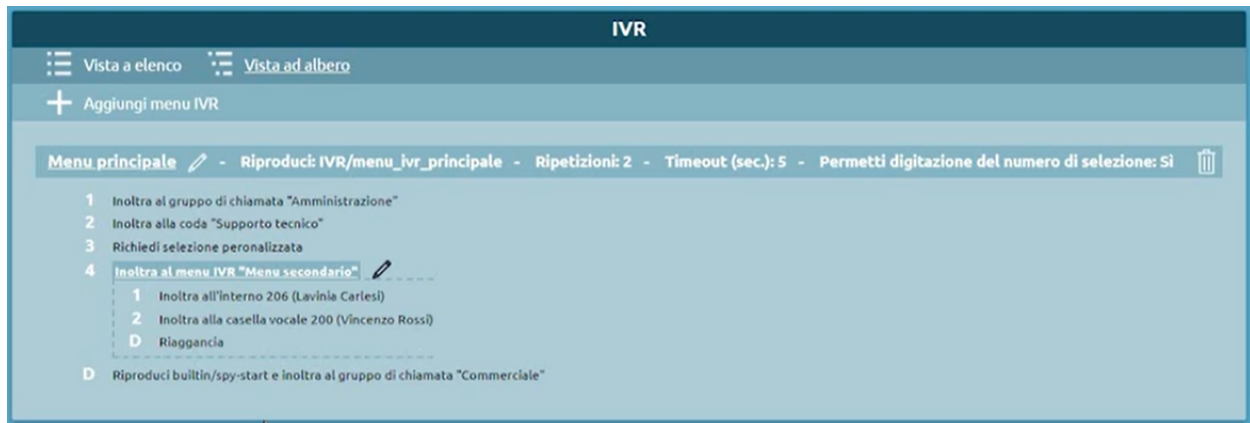 IVR
Vista a elenco Vista ad albero
Aggiungi menu IVR
Menu principale - Riproduci: IVR/menu_ivr_principale - Ripetizioni: 2 - Timeout (sec.): 5 - Permetti digitazione del numero di selezione: Sì
1 Inoltra al gruppo di chiamata "Amministrazione"
2 Inoltra alla coda "Supporto tecnico"
3 Richiedi selezione peronalizzata
4 Inoltra al menu IVR "Menu secondario"
1 Inoltra all'interno 206 (Lavinia Carlesi)
2 Inoltra alla casella vocale 200 (Vincenzo Rossi)
D Riaggancia
D Riproduci builtin/spy-start e inoltra al gruppo di chiamata "Commerciale"